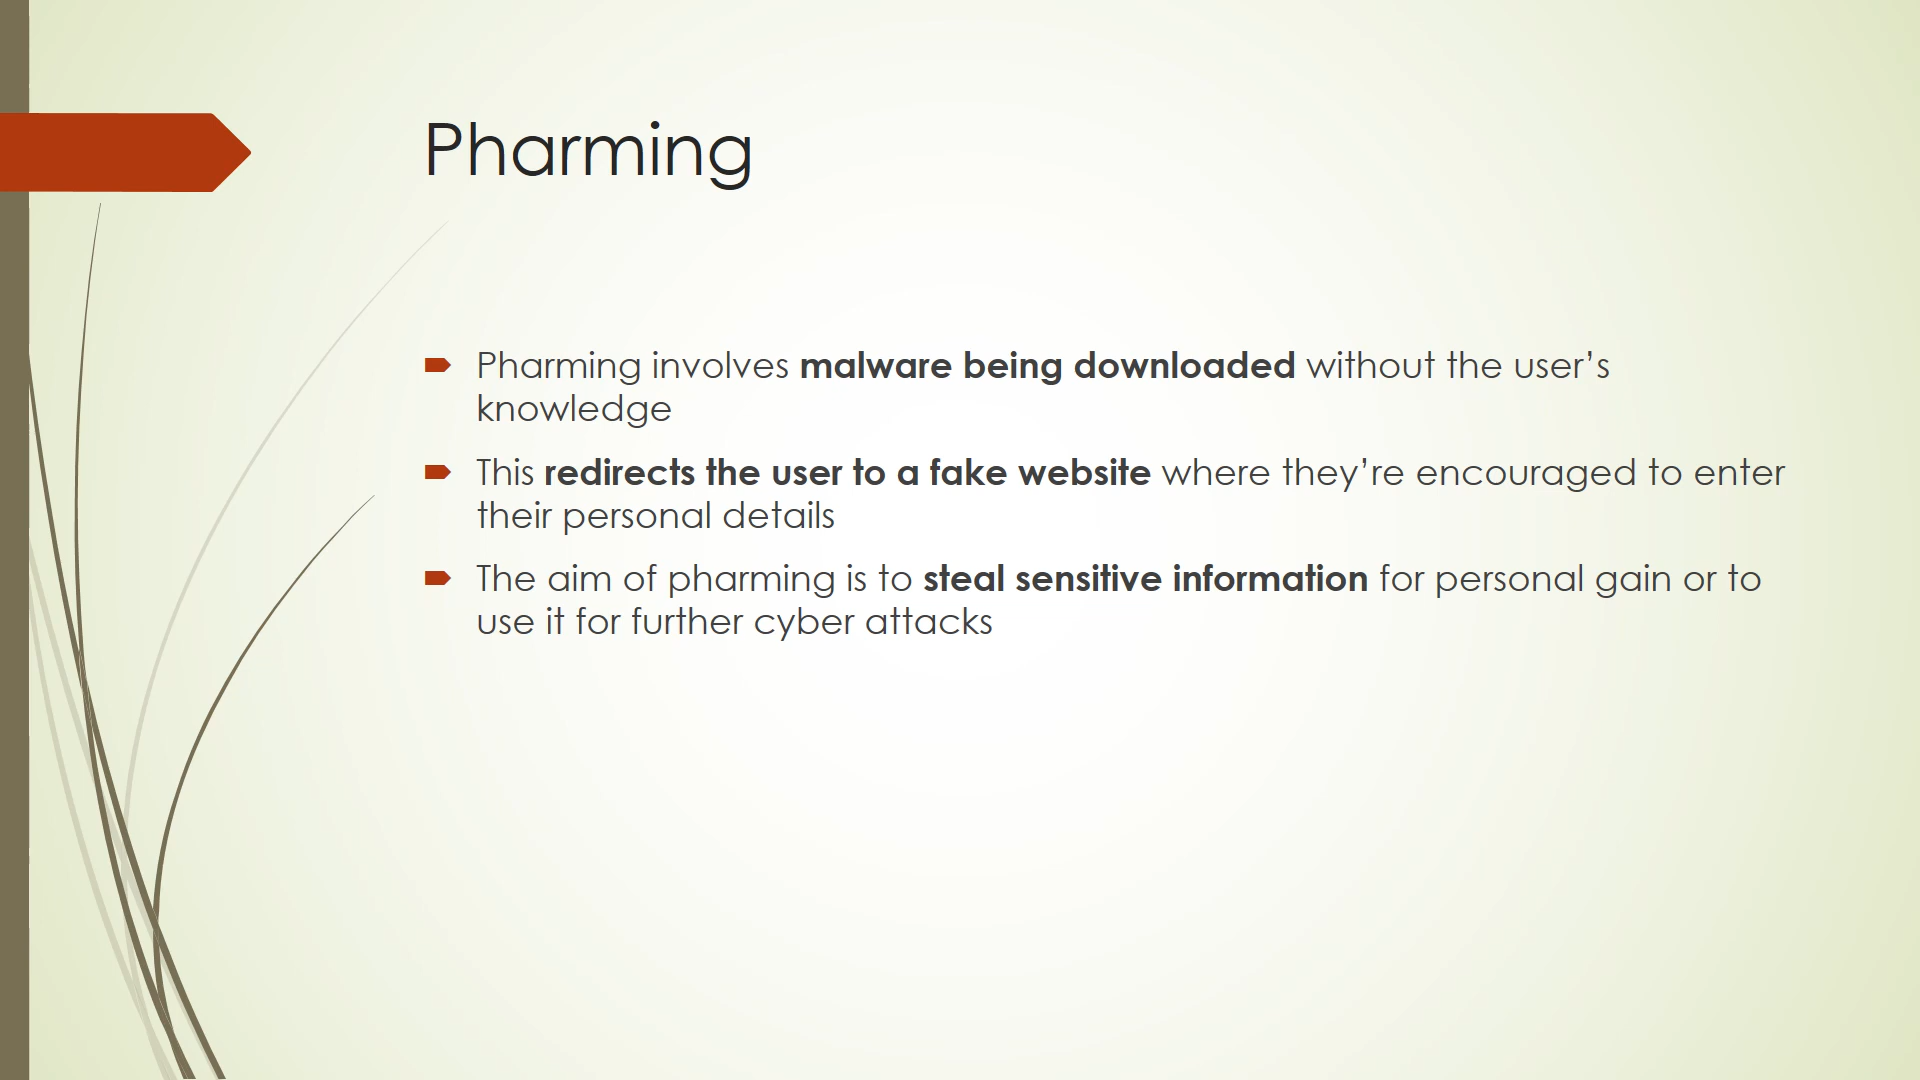 Pharming
Pharming involves malware being downloaded without the user’s
knowledge
This redirects the user to a fake website where they’re encouraged to enter
their personal details
The aim of pharming is to steal sensitive information for personal gain or to
use it for further cyber attacks